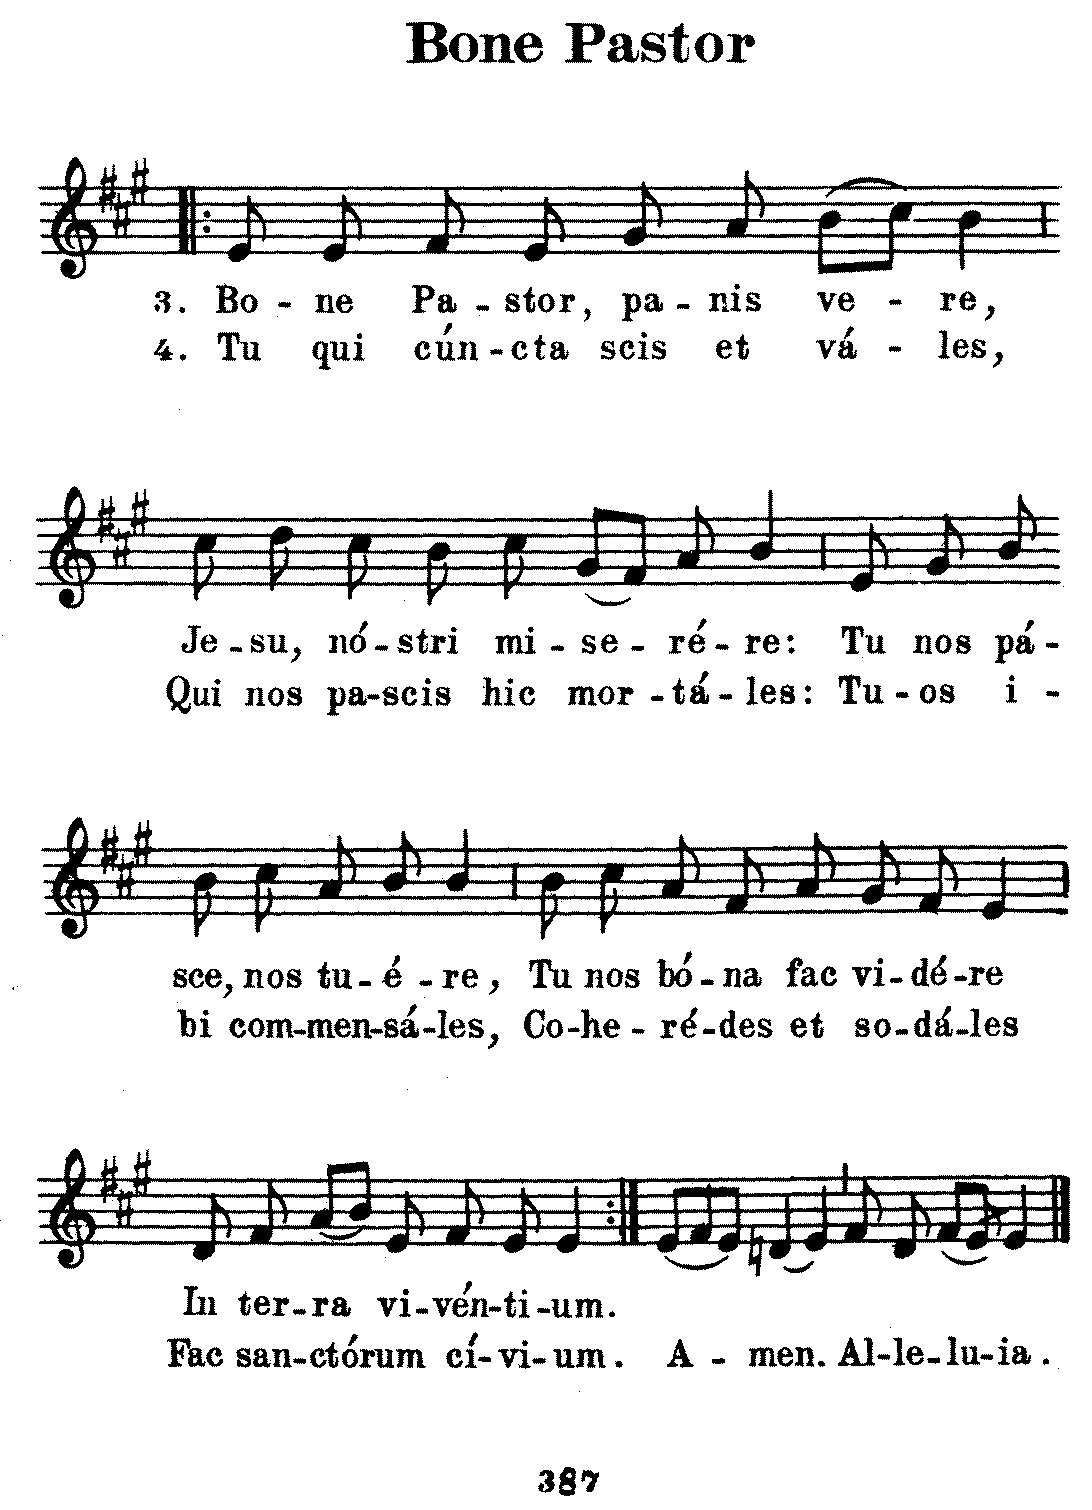 Bone Pastor
3. Bo - ne Pa - stor, pa - nis ve - re,
4. Tu qui cún - cta scis et vá - les,
Je - su, nó - stri mi - se - ré - re: Tu nos pá -
Qui nos pa - scis hic mor - tá - les: Tu - os i -
sce, nos tu - é - re, Tu nos bó - na fac vi - dé - re
bi com - men - sá - les, Co - he - ré - des et so - dá - les
In ter - ra vi - vén - ti - um.
Fac san - ctórum cí - vi - um. A - men. Al - le - lu - ia.
387